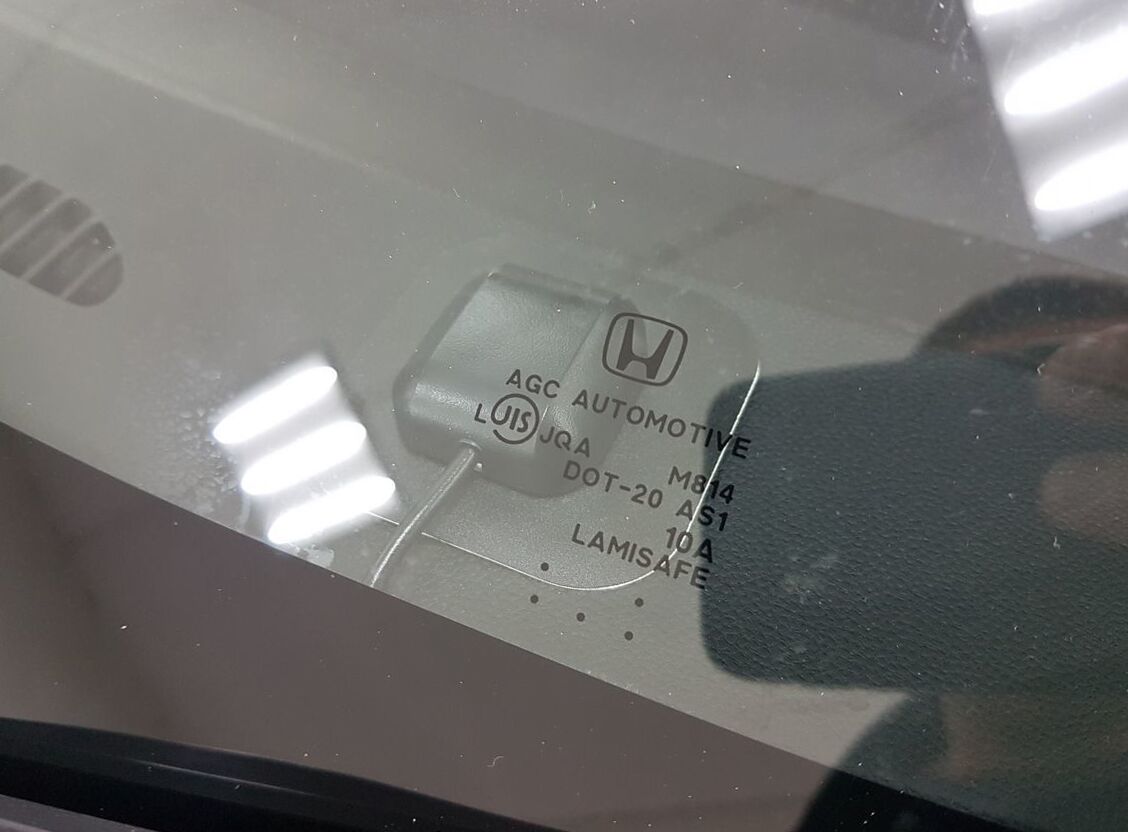 AGC AUTOMOTIVE
L JIS JQA
M814
DOT-20 AS1
10A
LAMISAFE